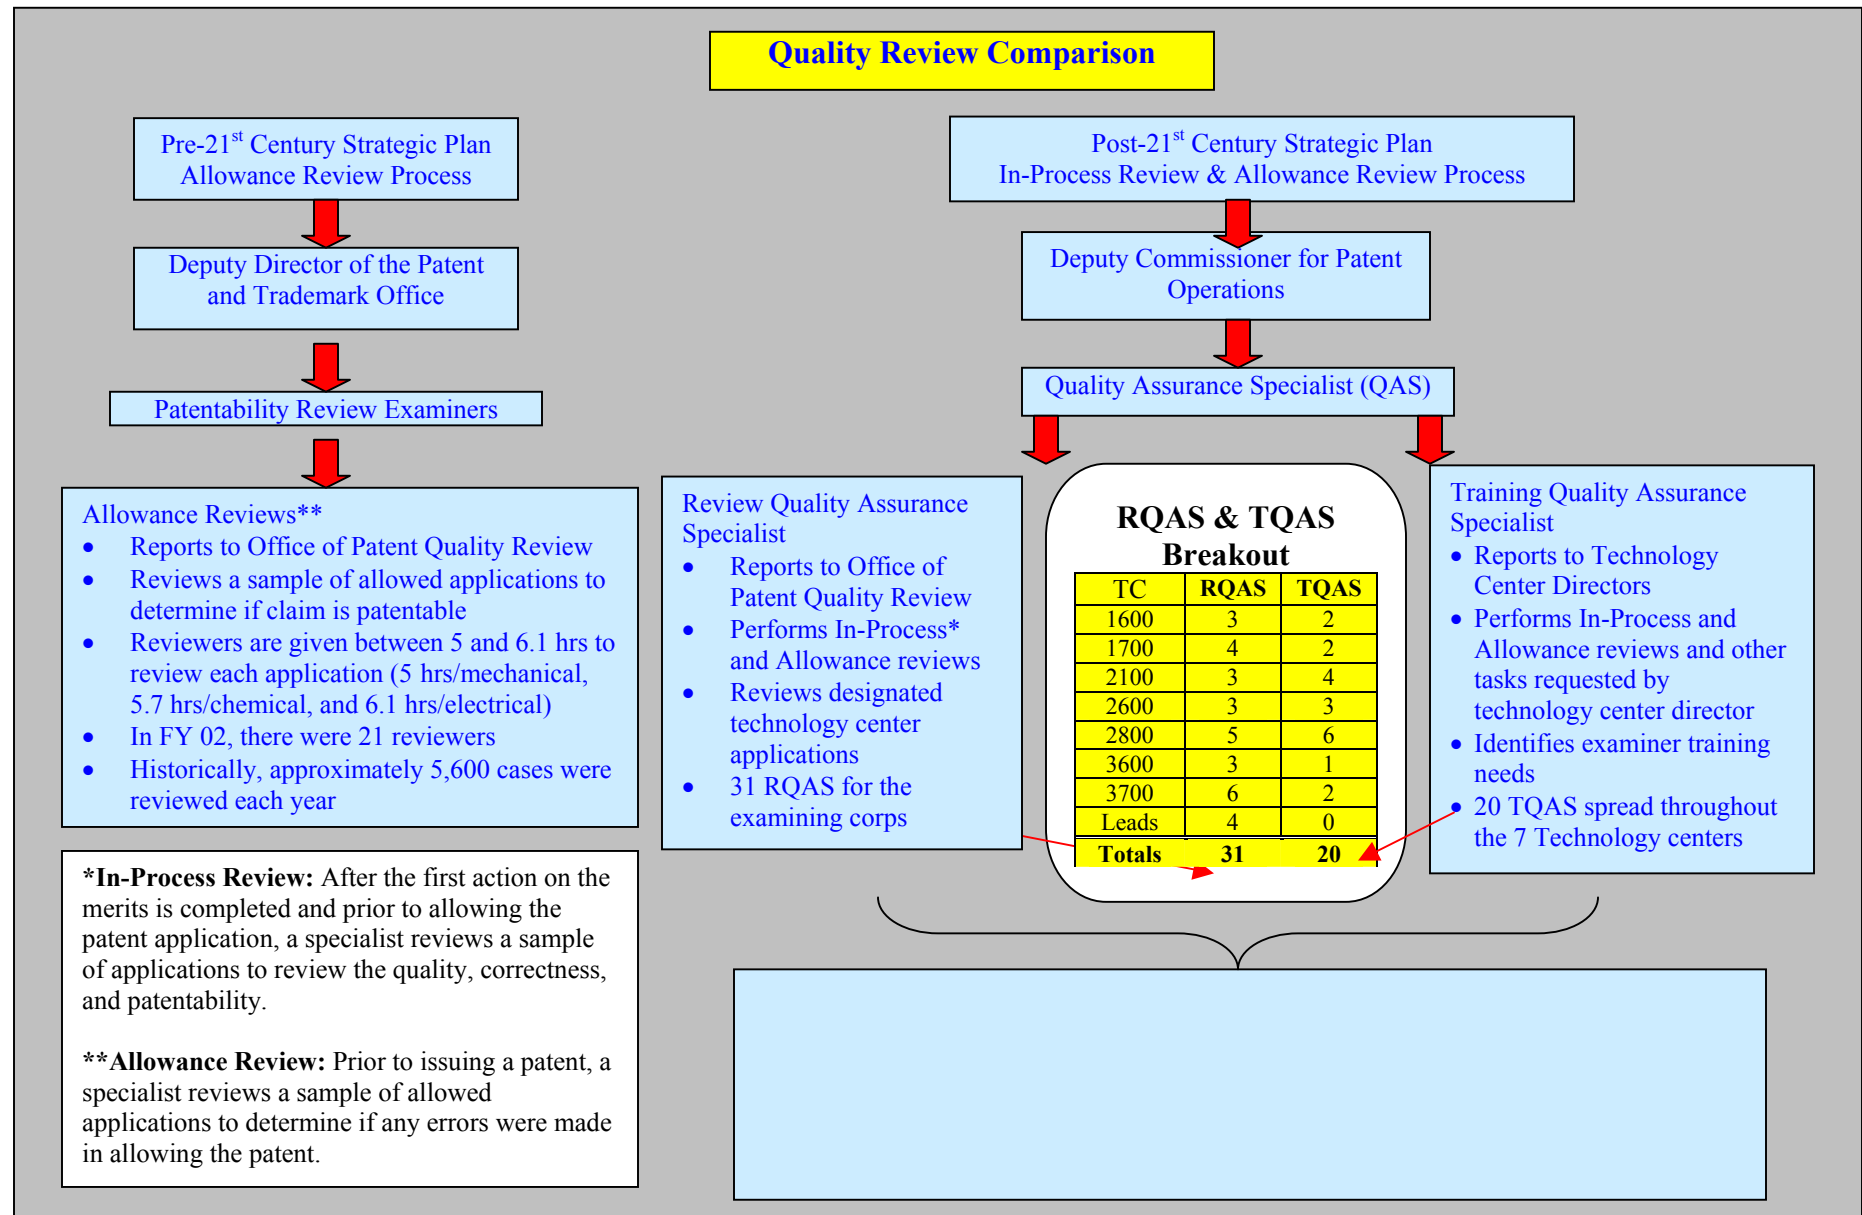 Quality Review Comparison
Pre-21st Century Strategic Plan
Allowance Review Process
Deputy Director of the Patent
and Trademark Office
Patentability Review Examiners
Allowance Reviews**
• Reports to Office of Patent Quality Review
• Reviews a sample of allowed applications to
determine if claim is patentable
• Reviewers are given between 5 and 6.1 hrs to
review each application (5 hrs/mechanical,
5.7 hrs/chemical, and 6.1 hrs/electrical)
• In FY 02, there were 21 reviewers
• Historically, approximately 5,600 cases were
reviewed each year
*In-Process Review: After the first action on the
merits is completed and prior to allowing the
patent application, a specialist reviews a sample
of applications to review the quality, correctness,
and patentability.
**Allowance Review: Prior to issuing a patent, a
specialist reviews a sample of allowed
applications to determine if any errors were made
in allowing the patent.
Post-21st Century Strategic Plan
In-Process Review & Allowance Review Process
Deputy Commissioner for Patent
Operations
Quality Assurance Specialist (QAS)
Review Quality Assurance
Specialist
• Reports to Office of
Patent Quality Review
• Performs In-Process*
and Allowance reviews
• Reviews designated
technology center
applications
• 31 RQAS for the
examining corps
RQAS & TQAS
Breakout
TC RQAS TQAS
1600 3 2
1700 4 2
2100 3 4
2600 3 3
2800 5 6
3600 3 1
3700 6 2
Leads 4 0
Totals 31 20
Training Quality Assurance
Specialist
• Reports to Technology
Center Directors
• Performs In-Process and
Allowance reviews and other
tasks requested by
technology center director
• Identifies examiner training
needs
• 20 TQAS spread throughout
the 7 Technology centers